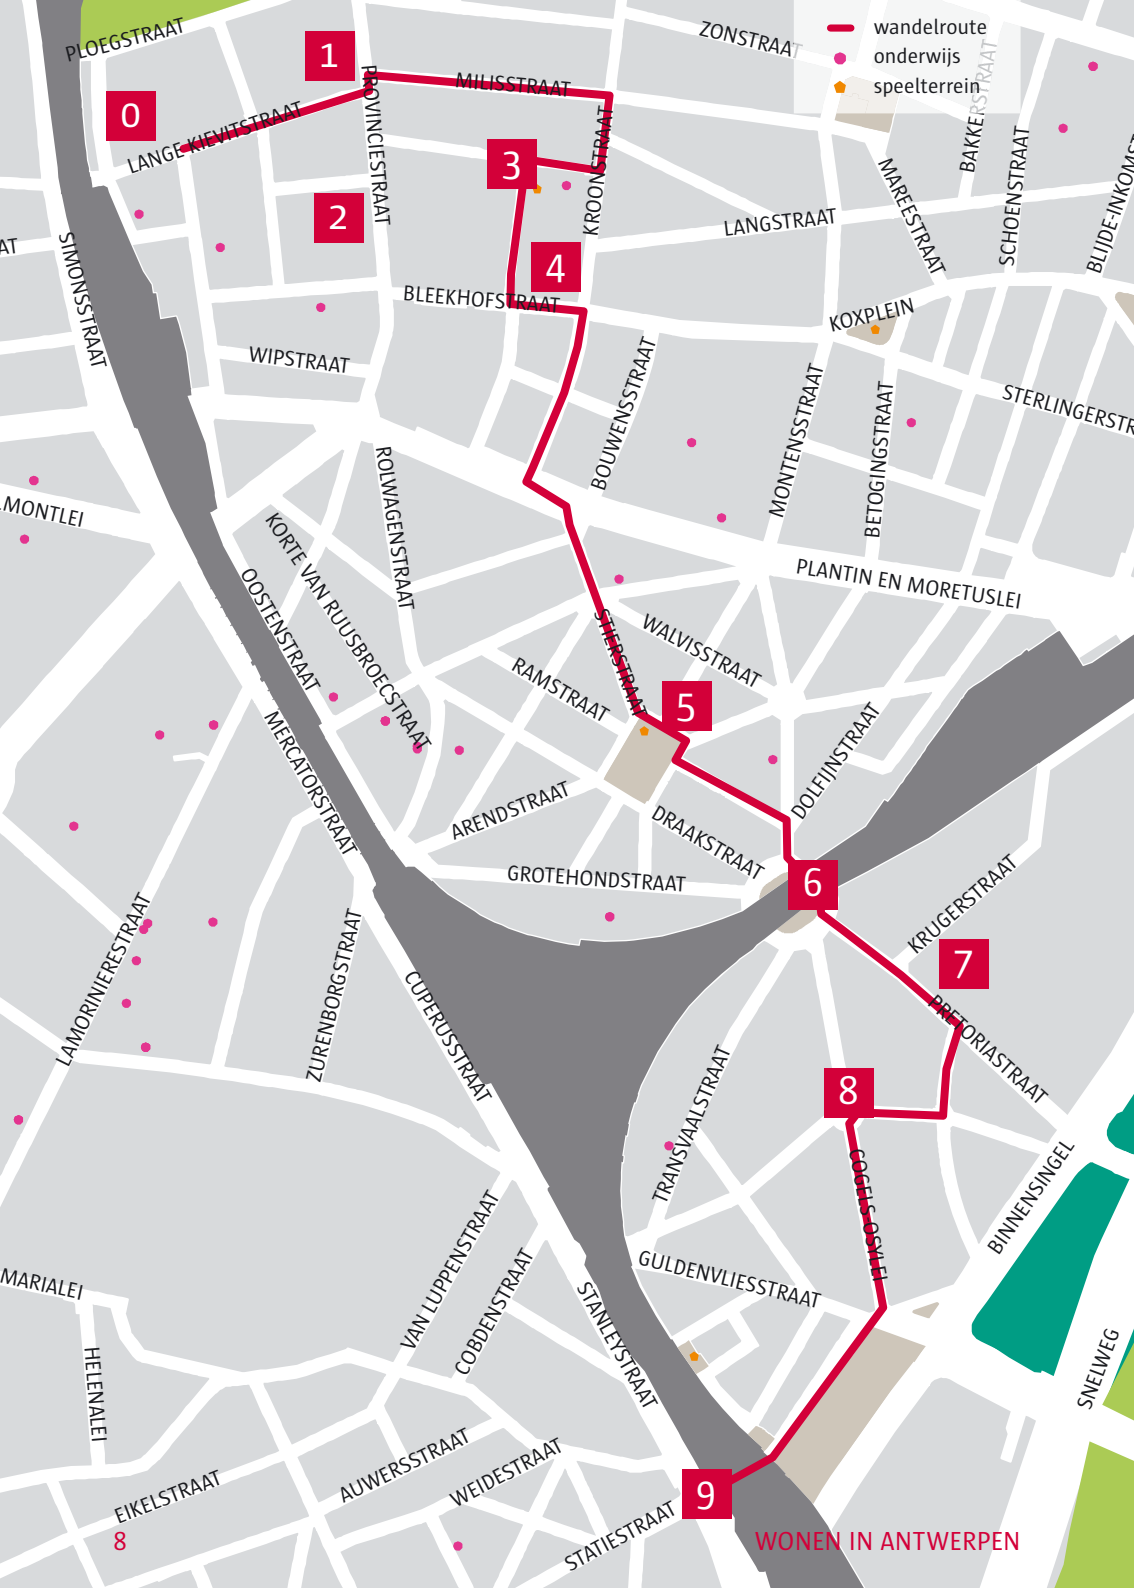 PLOEGSTRAAT
ZONSTRAAT
wandelroute
onderwijs
speelterrein
1
MILISSTRAAT
0
LANGE KIEVITSTRAAT
PROVINCIESTRAAT
3
KROONSTRAAT
BAKKERSTRAAT
MAREESTRAAT
SCHOENSTRAAT
BLIJDE-INKOMST
2
LANGSTRAAT
AT
SIMONSSTRAAT
4
BLEEKHOFSTRAAT
KOXPLEIN
WIPSTRAAT
BOUWENSSTRAAT
MONTENSSTRAAT
BETOGINGSTRAAT
STERLINGERSTR
ROLWAGENSTRAAT
LMONTLEI
KORTE VAN RUUSBROECSTRAAT
OOSTENSTRAAT
PLANTIN EN MORETUSLEI
STIERSTRAAT
WALVISSTRAAT
RAMSTRAAT
5
MERCATORSTRAAT
DOLFIJNSTRAAT
ARENDSTRAAT
DRAAKSTRAAT
GROTEHONDSTRAAT
6
KRUGERSTRAAT
LAMORINIERESTRAAT
ZURENBORGSTRAAT
CUPERUSSTRAAT
7
PRETORIASTRAAT
TRANSVAALSTRAAT
8
COGELS OSYLEI
BINNENSINGEL
VAN LUPPENSTRAAT
COBDENSTRAAT
GULDENVLIESSTRAAT
MARIALEI
STANLEYSTRAAT
HELENALEI
SNELWEG
EIKELSTRAAT
AUWERSSTRAAT
WEIDESTRAAT
9
STATIESTRAAT
8
WONEN IN ANTWERPEN